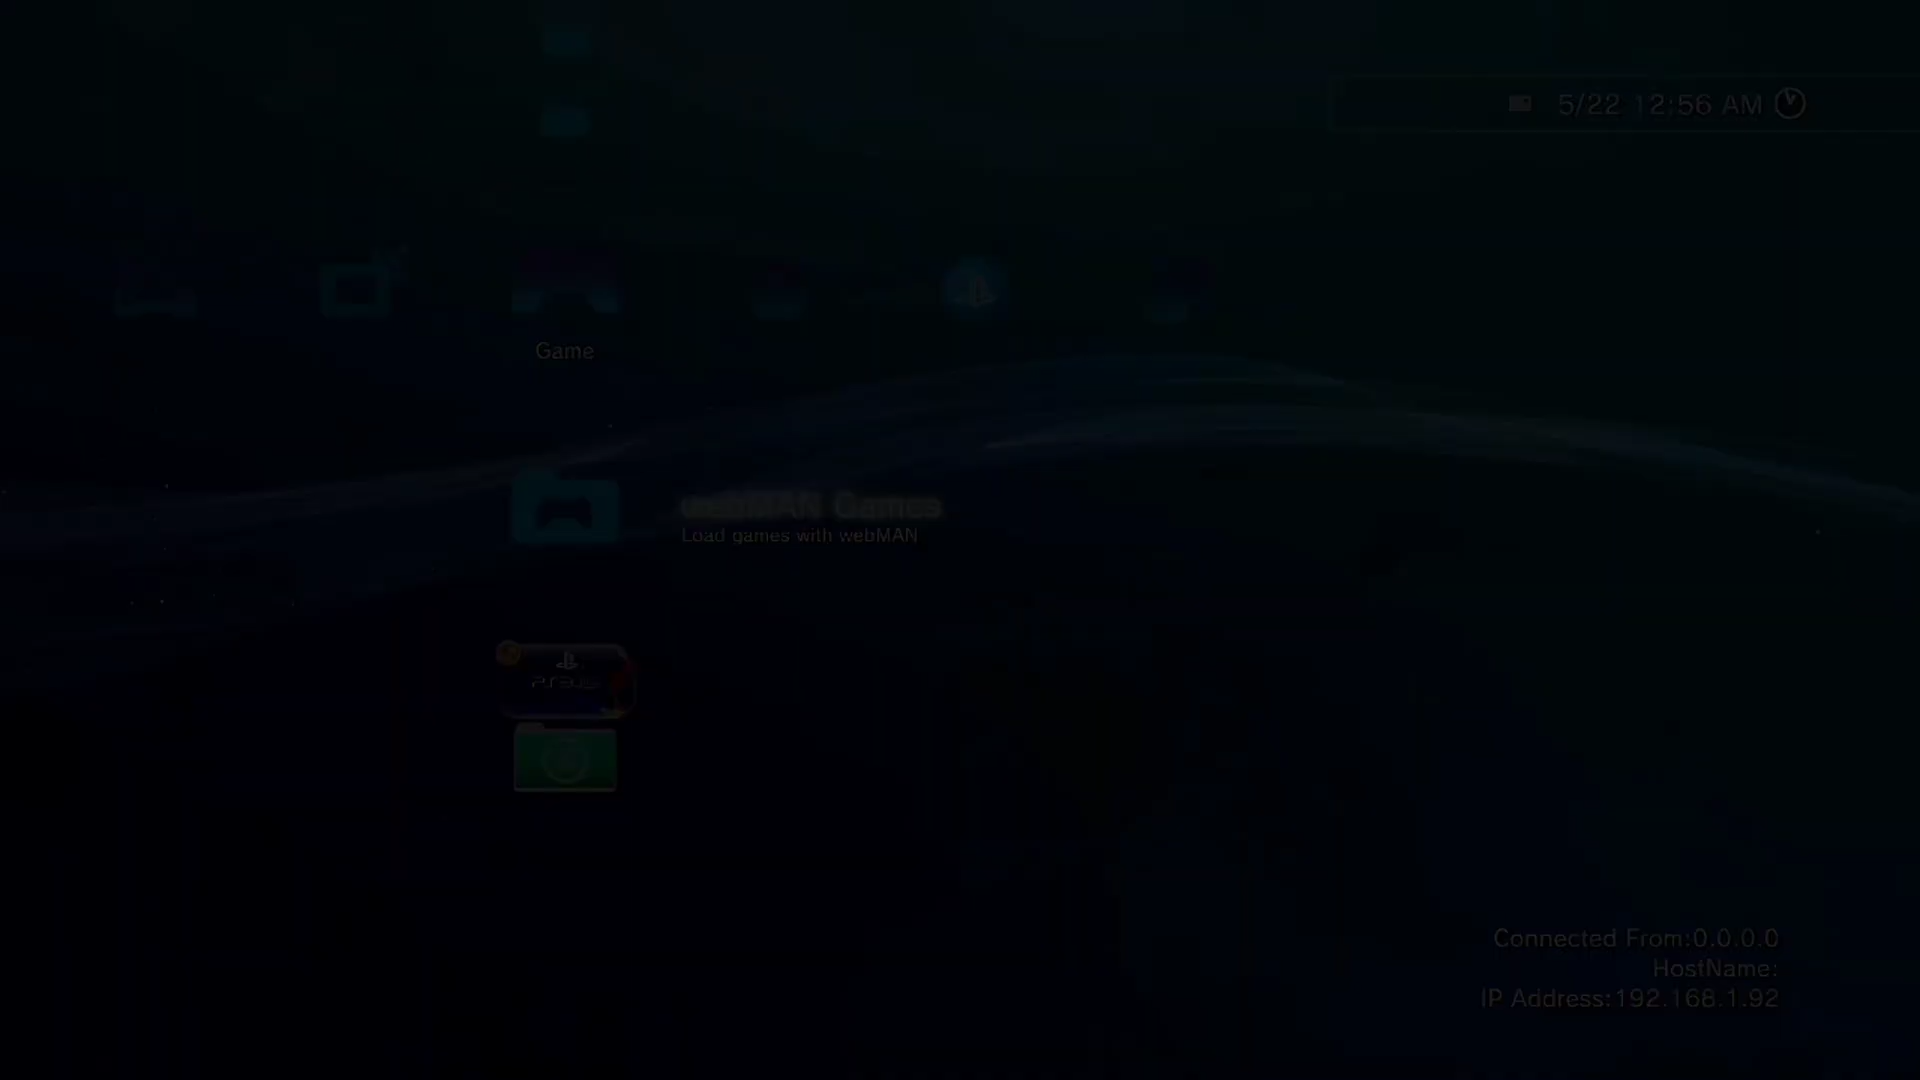 5/22 12:56 AM
Game
webMAN Games
Load games with webMAN
Connected From:0.0.0.0
HostName:
IP Address:192.168.1.92